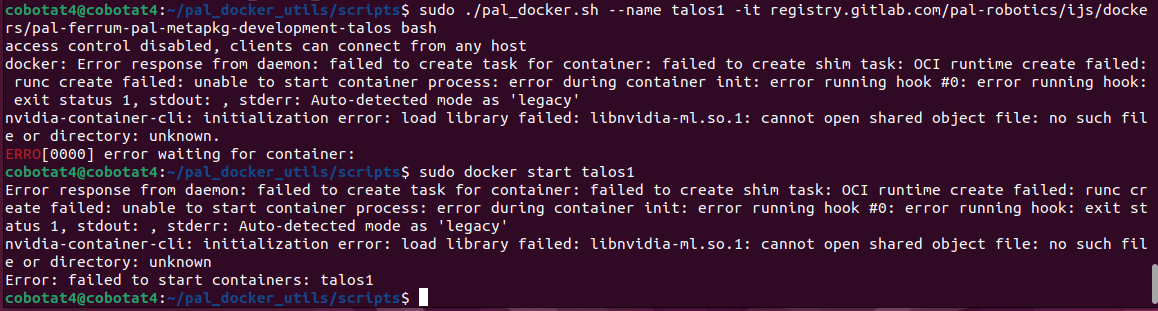 cobotat4@cobotat4:~/pal_docker_utils/scripts$ sudo ./pal_docker.sh --name talos1 -it registry.gitlab.com/pal-robotics/ijs/docke
rs/pal-ferrum-pal-metapkg-development-talos bash
access control disabled, clients can connect from any host
docker: Error response from daemon: failed to create task for container: failed to create shim task: OCI runtime create failed:
 runc create failed: unable to start container process: error during container init: error running hook #0: error running hook:
 exit status 1, stdout: , stderr: Auto-detected mode as 'legacy'
nvidia-container-cli: initialization error: load library failed: libnvidia-ml.so.1: cannot open shared object file: no such fil
e or directory: unknown.
ERRO[0000] error waiting for container:
cobotat4@cobotat4:~/pal_docker_utils/scripts$ sudo docker start talos1
Error response from daemon: failed to create task for container: failed to create shim task: OCI runtime create failed: runc cr
eate failed: unable to start container process: error during container init: error running hook #0: error running hook: exit st
atus 1, stdout: , stderr: Auto-detected mode as 'legacy'
nvidia-container-cli: initialization error: load library failed: libnvidia-ml.so.1: cannot open shared object file: no such fil
e or directory: unknown
Error: failed to start containers: talos1
cobotat4@cobotat4:~/pal_docker_utils/scripts$